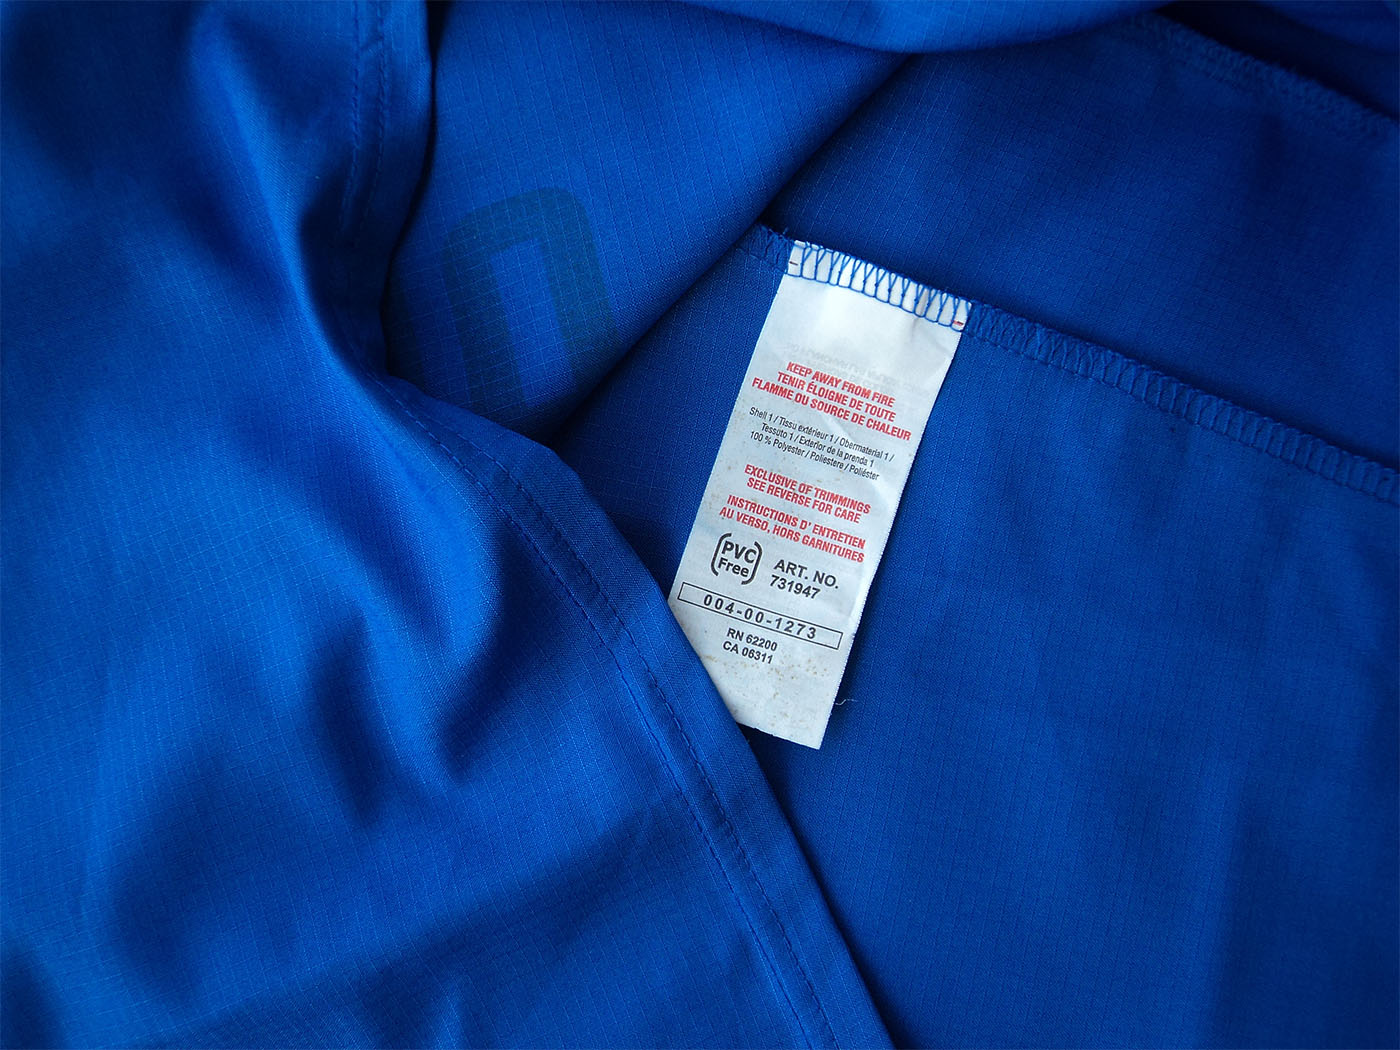 KEEP AWAY FROM FIRE
TENIR ÉLOIGNE DE TOUTE
FLAMME OU SOURCE DE CHALEUR
Shell 1 / Tissu extérieur 1 / Obermaterial 1 /
Tessuto 1 / Exterior de la prenda 1
100 % Polyester / Poliestere / Poliéster
EXCLUSIVE OF TRIMMINGS
SEE REVERSE FOR CARE
INSTRUCTIONS D' ENTRETIEN
AU VERSO, HORS GARNITURES
PVC
Free
ART. NO.
731947
004-00-1273
RN 62200
CA 06311